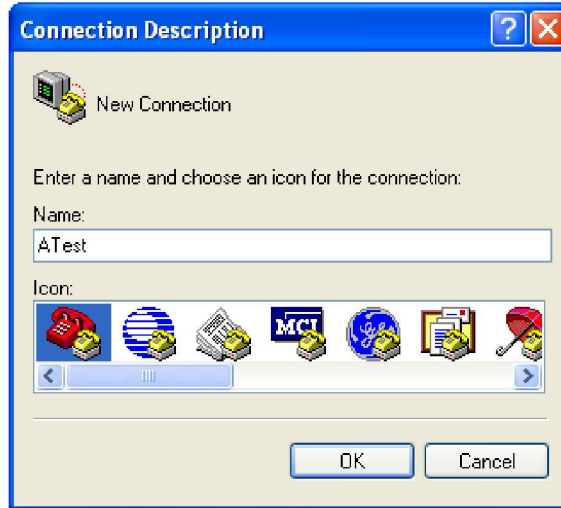 Connection Description
New Connection
Enter a name and choose an icon for the connection:
Name:
ATest
Icon:
MCI
OK
Cancel